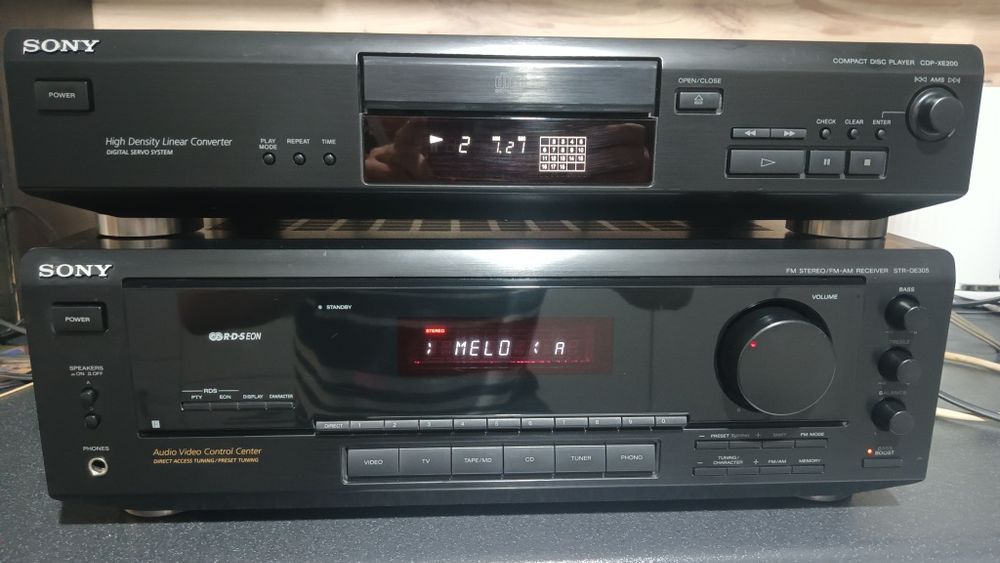 SONY
COMPACT DISC PLAYER CDP-XE200
POWER
OPEN/CLOSE
AMS
High Density Linear Converter
DIGITAL SERVO SYSTEM
PLAY MODE
REPEAT
TIME
2 7.27
CHECK
CLEAR
ENTER
SONY
FM STEREO/FM-AM RECEIVER STR-DE305
POWER
STANDBY
VOLUME
BASS
R·D·S EON
STEREO
MELO
A
TREBLE
SPEAKERS
ON OFF
A
RDS
PTY EON DISPLAY CHARACTER
BALANCE
DIRECT 1 2 3 4 5 6 7 8 9 0
PHONES
Audio Video Control Center
DIRECT ACCESS TUNING/PRESET TUNING
VIDEO
TV
TAPE/MD
CD
TUNER
PHONO
− PRESET TUNING + SHIFT FM MODE
− TUNING/CHARACTER + FM/AM MEMORY
BASS BOOST